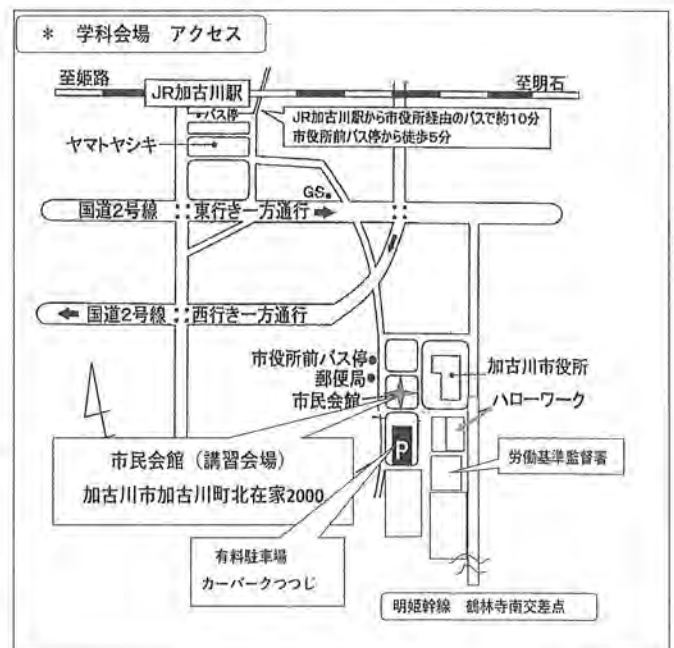 * 学科会場 アクセス
至姫路
JR加古川駅
至明石
バス停
JR加古川駅から市役所経由のバスで約10分
市役所前バス停から徒歩5分
ヤマトヤシキ
GS
国道2号線
東行き一方通行
国道2号線
西行き一方通行
市役所前バス停
郵便局
市民会館
加古川市役所
ハローワーク
市民会館（講習会場）
加古川市加古川町北在家2000
P
労働基準監督署
有料駐車場
カーパークつつじ
明姫幹線 鶴林寺南交差点